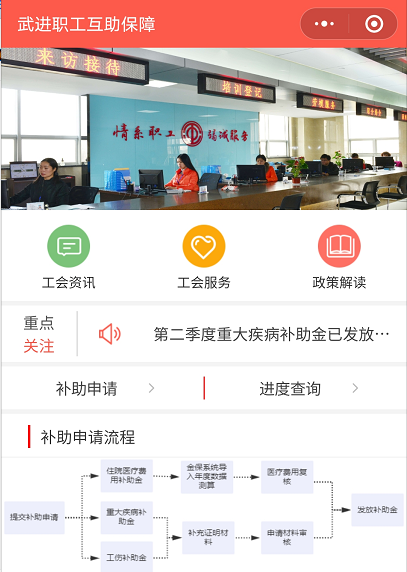 武进职工互助保障
来访接待
培训登记
情系职工 竭诚服务
工会资讯
工会服务
政策解读
重点
关注
第二季度重大疾病补助金已发放…
补助申请
进度查询
补助申请流程
住院医疗费
用补助金
金保系统导
入年度数据
测算
医疗费用复
核
提交补助申请
重大疾病补
助金
发放补助金
补充证明材
料
申请材料审
核
工伤补助金